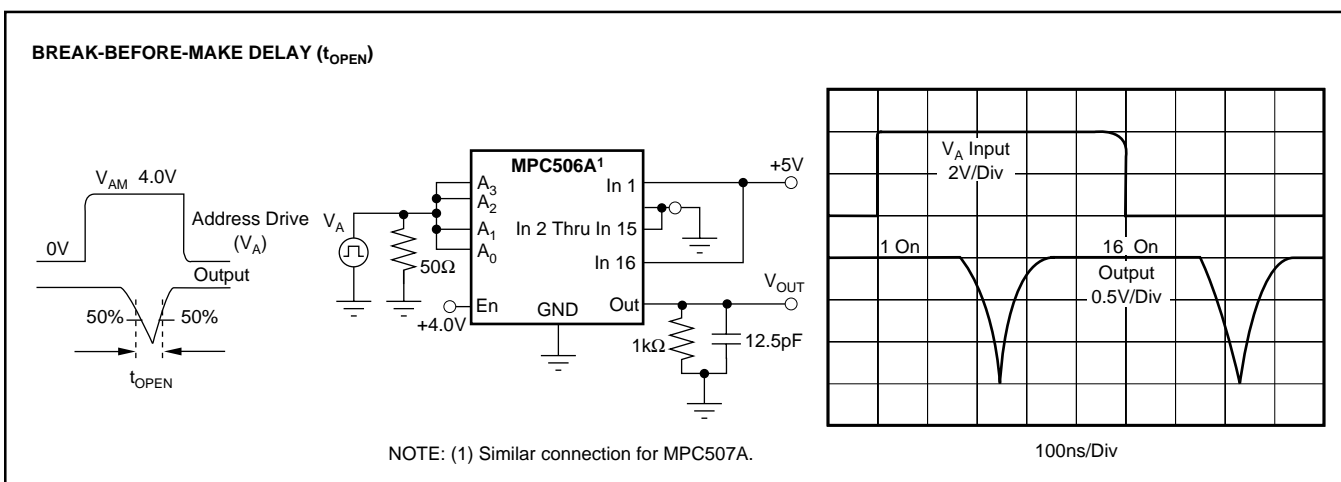 BREAK-BEFORE-MAKE DELAY (tOPEN)
VAM 4.0V
0V
Address Drive
(VA)
Output
50%
50%
tOPEN
VA
50Ω
+4.0V
MPC506A1
A3
A2
A1
A0
En
GND
In 1
In 2 Thru In 15
In 16
Out
+5V
VOUT
1kΩ
12.5pF
NOTE: (1) Similar connection for MPC507A.
VA Input
2V/Div
1 On
16 On
Output
0.5V/Div
100ns/Div